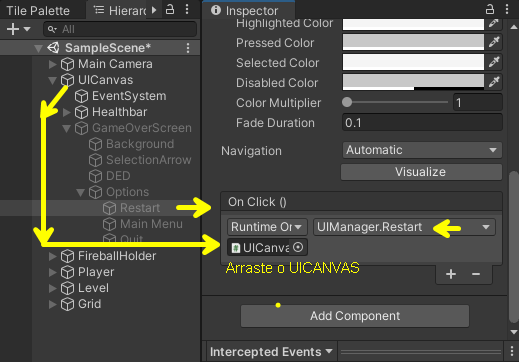 Tile Palette
Hierarc
All
SampleScene*
Main Camera
UICanvas
EventSystem
Healthbar
GameOverScreen
Background
SelectionArrow
DED
Options
Restart
Main Menu
Quit
FireballHolder
Player
Level
Grid
Inspector
Highlighted Color
Pressed Color
Selected Color
Disabled Color
Color Multiplier
1
Fade Duration
0.1
Navigation
Automatic
Visualize
On Click ()
Runtime On
UIManager.Restart
UICanva
Arraste o UICANVAS
Add Component
Intercepted Events